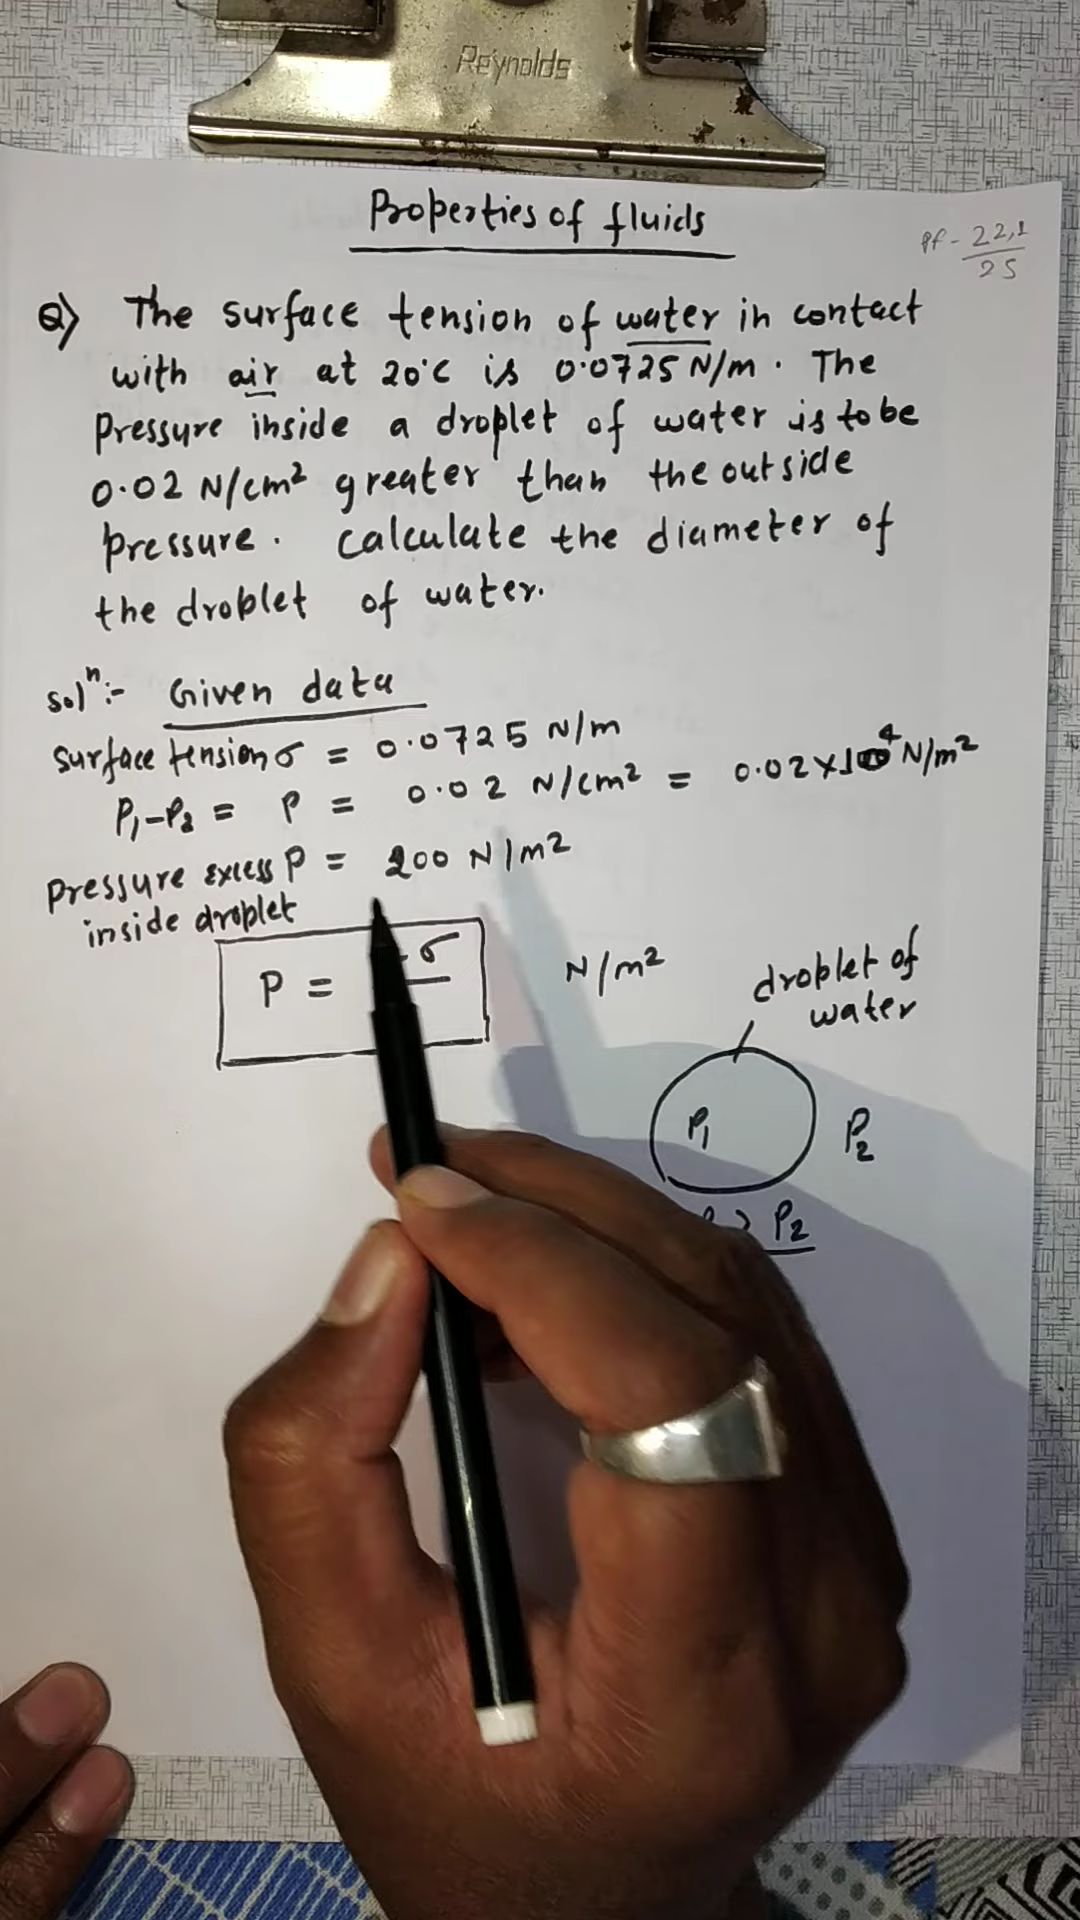 Reynolds
Properties of fluids
Pf - 22,1
25
Q) The surface tension of water in contact
with air at 20°C is 0.0725 N/m. The
Pressure inside a droplet of water is to be
0.02 N/cm² greater than the outside
pressure. Calculate the diameter of
the droplet of water.
Solⁿ:- Given data
Surface tension σ = 0.0725 N/m
P₁-P₂ = P = 0.02 N/cm² = 0.02×10⁴ N/m²
Pressure excess P = 200 N/m²
inside droplet
P = σ N/m²
droplet of
water
P₁ P₂
> P₂